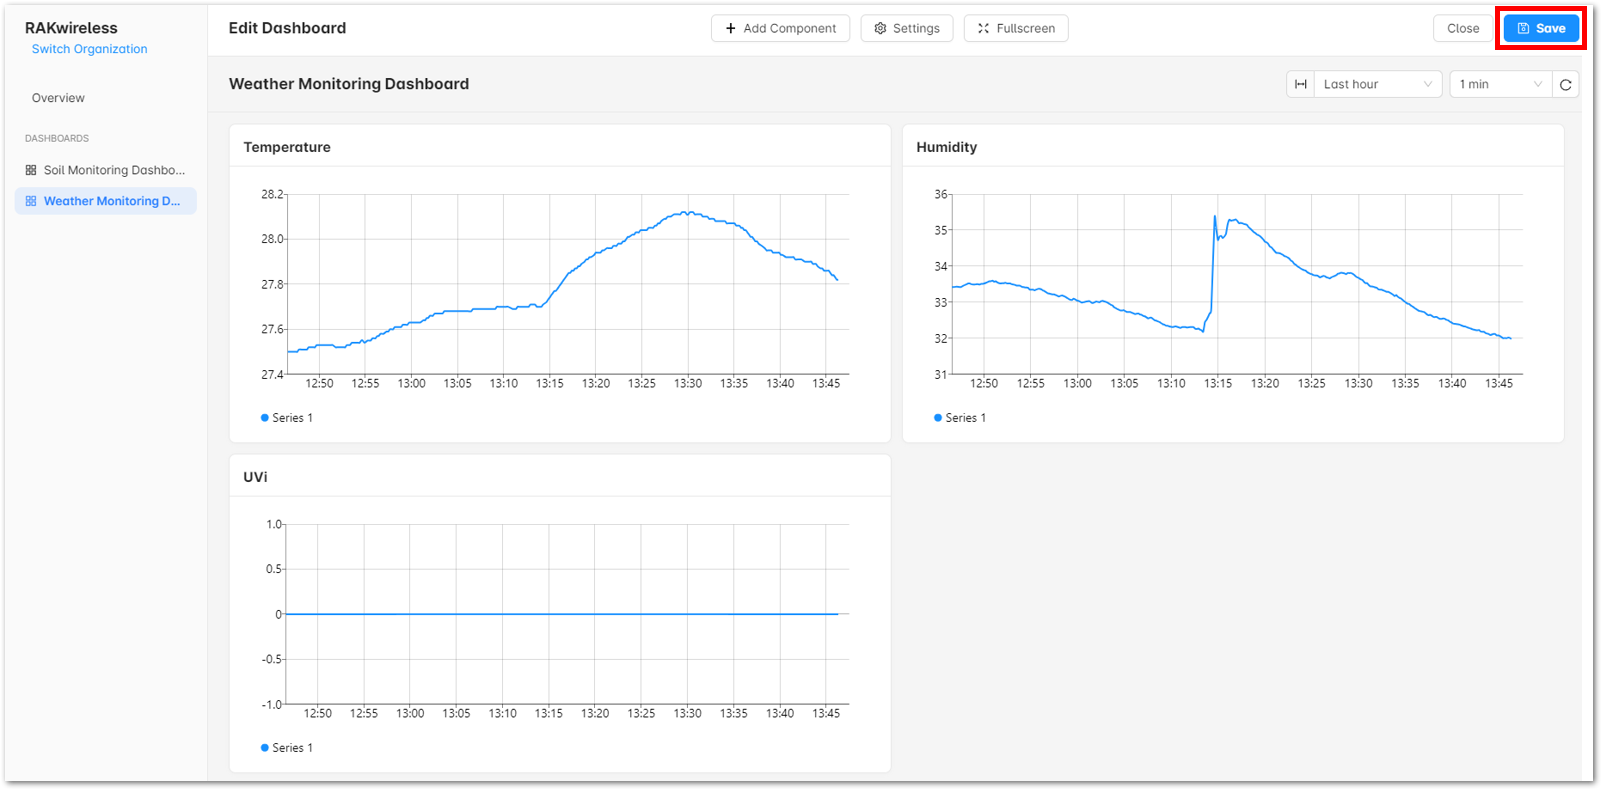 RAKwireless
Switch Organization
Overview
DASHBOARDS
Soil Monitoring Dashbo...
Weather Monitoring D...
Edit Dashboard
Add Component
Settings
Fullscreen
Close
Save
Weather Monitoring Dashboard
Last hour
1 min
Temperature
28.2
28.0
27.8
27.6
27.4
12:50 12:55 13:00 13:05 13:10 13:15 13:20 13:25 13:30 13:35 13:40 13:45
Series 1
Humidity
36
35
34
33
32
31
12:50 12:55 13:00 13:05 13:10 13:15 13:20 13:25 13:30 13:35 13:40 13:45
Series 1
UVi
1.0
0.5
0
-0.5
-1.0
12:50 12:55 13:00 13:05 13:10 13:15 13:20 13:25 13:30 13:35 13:40 13:45
Series 1